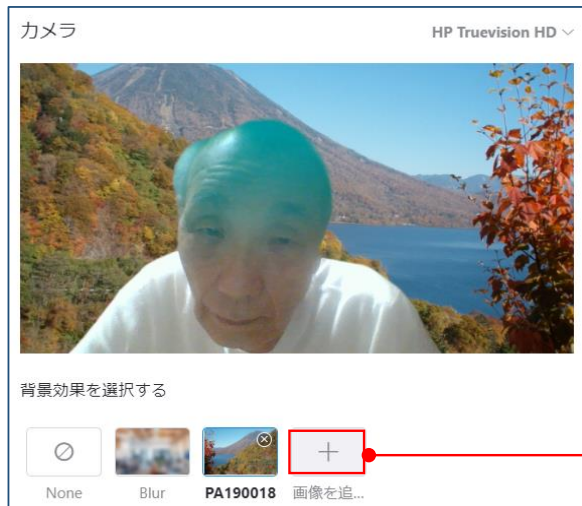 カメラ
HP Truevision HD
背景効果を選択する
None
Blur
PA190018
画像を追...